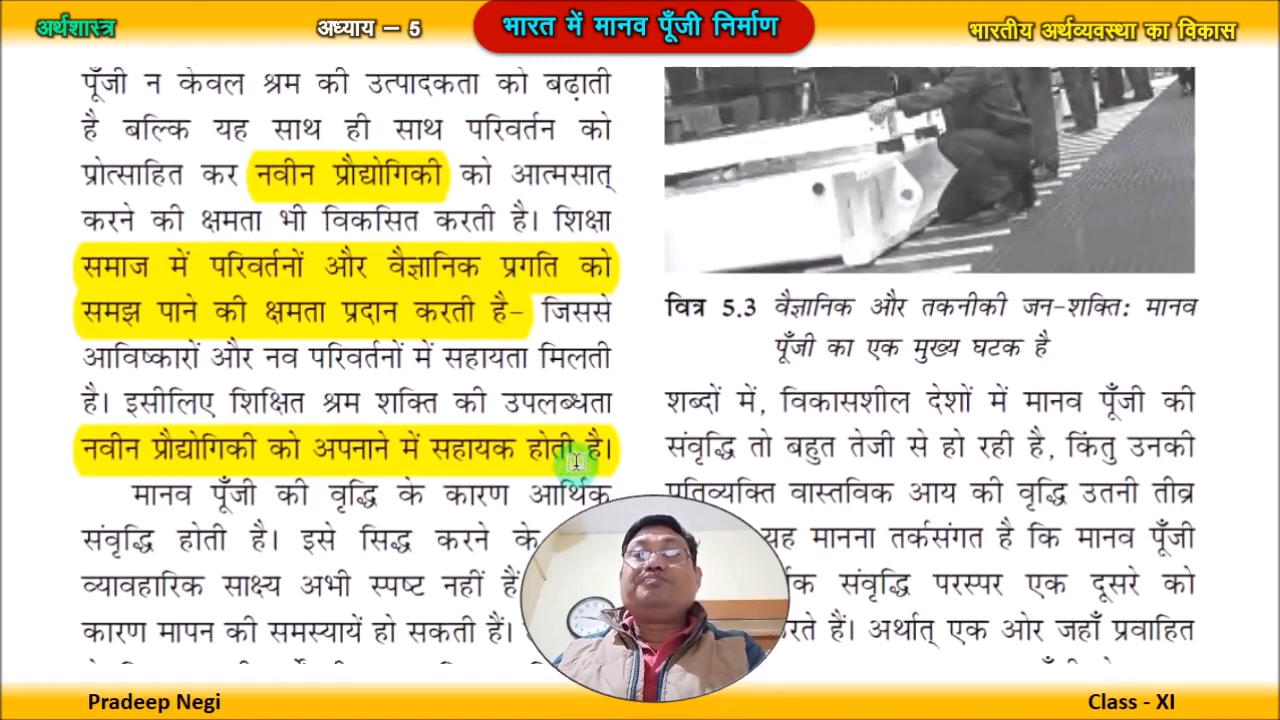 अर्थशास्त्र
अध्याय – 5
भारत में मानव पूँजी निर्माण
भारतीय अर्थव्यवस्था का विकास
पूँजी न केवल श्रम की उत्पादकता को बढ़ाती
है बल्कि यह साथ ही साथ परिवर्तन को
प्रोत्साहित कर नवीन प्रौद्योगिकी को आत्मसात्
करने की क्षमता भी विकसित करती है। शिक्षा
समाज में परिवर्तनों और वैज्ञानिक प्रगति को
समझ पाने की क्षमता प्रदान करती है- जिससे
आविष्कारों और नव परिवर्तनों में सहायता मिलती
है। इसीलिए शिक्षित श्रम शक्ति की उपलब्धता
नवीन प्रौद्योगिकी को अपनाने में सहायक होती है।
मानव पूँजी की वृद्धि के कारण आर्थिक
संवृद्धि होती है। इसे सिद्ध करने के
व्यावहारिक साक्ष्य अभी स्पष्ट नहीं हैं
कारण मापन की समस्यायें हो सकती हैं।
चित्र 5.3 वैज्ञानिक और तकनीकी जन-शक्ति: मानव
पूँजी का एक मुख्य घटक है
शब्दों में, विकासशील देशों में मानव पूँजी की
संवृद्धि तो बहुत तेजी से हो रही है, किंतु उनकी
प्रतिव्यक्ति वास्तविक आय की वृद्धि उतनी तीव्र
यह मानना तर्कसंगत है कि मानव पूँजी
संवृद्धि परस्पर एक दूसरे को
करते हैं। अर्थात् एक ओर जहाँ प्रवाहित
Pradeep Negi
Class - XI